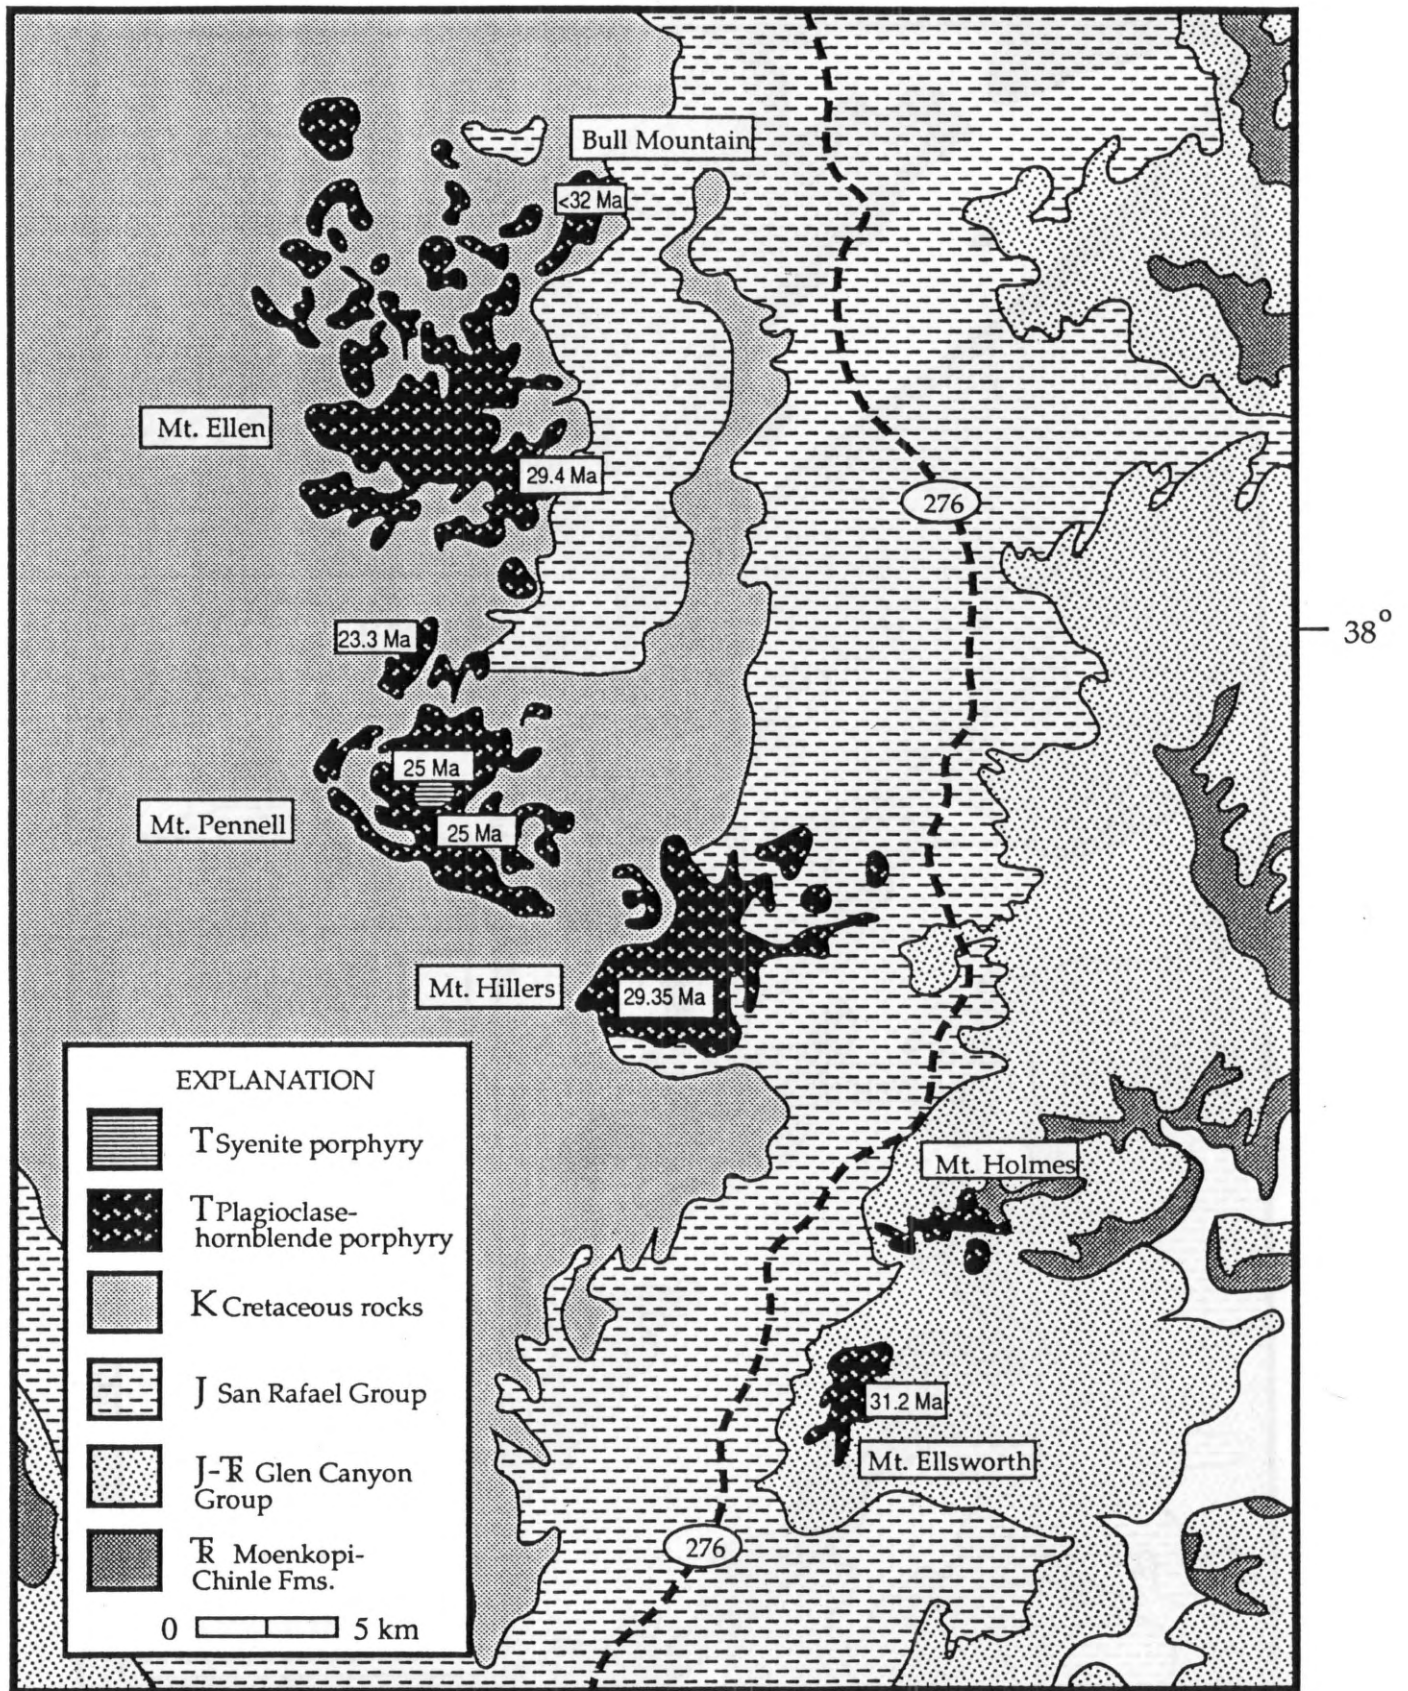 Bull Mountain
<32 Ma
Mt. Ellen
29.4 Ma
276
38°
23.3 Ma
25 Ma
Mt. Pennell
25 Ma
Mt. Hillers
29.35 Ma
Mt. Holmes
31.2 Ma
Mt. Ellsworth
276
EXPLANATION
T Syenite porphyry
T Plagioclase-
hornblende porphyry
K Cretaceous rocks
J San Rafael Group
J-TR Glen Canyon
Group
TR Moenkopi-
Chinle Fms.
0 5 km